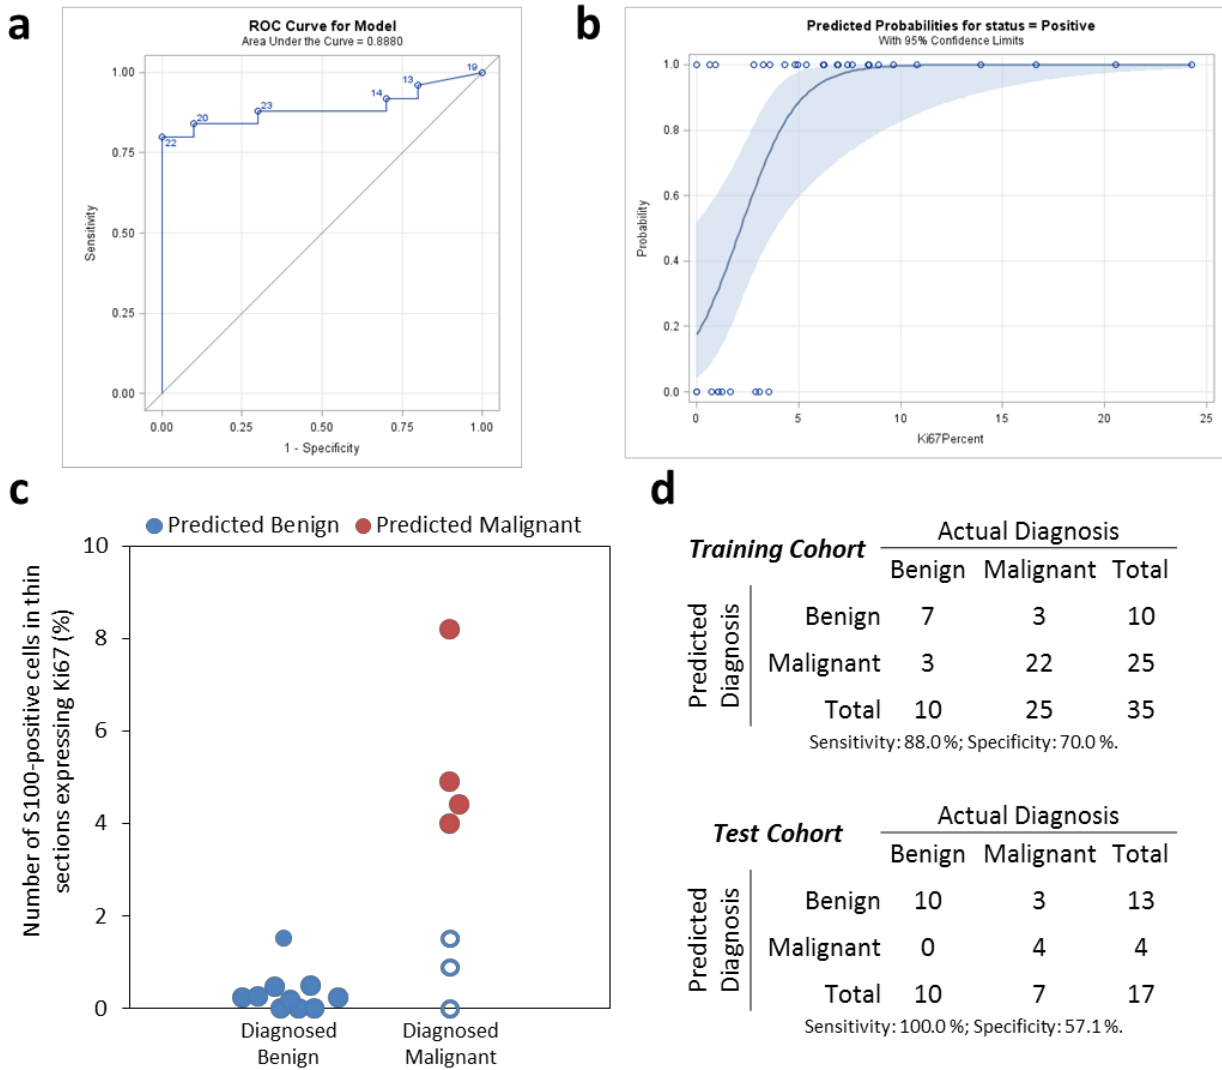 a
ROC Curve for Model
Area Under the Curve = 0.8880
1.00
0.75
0.50
0.25
0.00
Sensitivity
22
20
23
14
13
19
0.00 0.25 0.50 0.75 1.00
1 - Specificity
b
Predicted Probabilities for status = Positive
With 95% Confidence Limits
1.0
0.8
0.6
0.4
0.2
0.0
Probability
0 5 10 15 20 25
Ki67Percent
c
Predicted Benign Predicted Malignant
10
8
6
4
2
0
Number of S100-positive cells in thin
sections expressing Ki67 (%)
Diagnosed
Benign
Diagnosed
Malignant
d
Training Cohort
Actual Diagnosis
Benign Malignant Total
Predicted
Diagnosis
Benign 7 3 10
Malignant 3 22 25
Total 10 25 35
Sensitivity: 88.0 %; Specificity: 70.0 %.
Test Cohort
Actual Diagnosis
Benign Malignant Total
Predicted
Diagnosis
Benign 10 3 13
Malignant 0 4 4
Total 10 7 17
Sensitivity: 100.0 %; Specificity: 57.1 %.